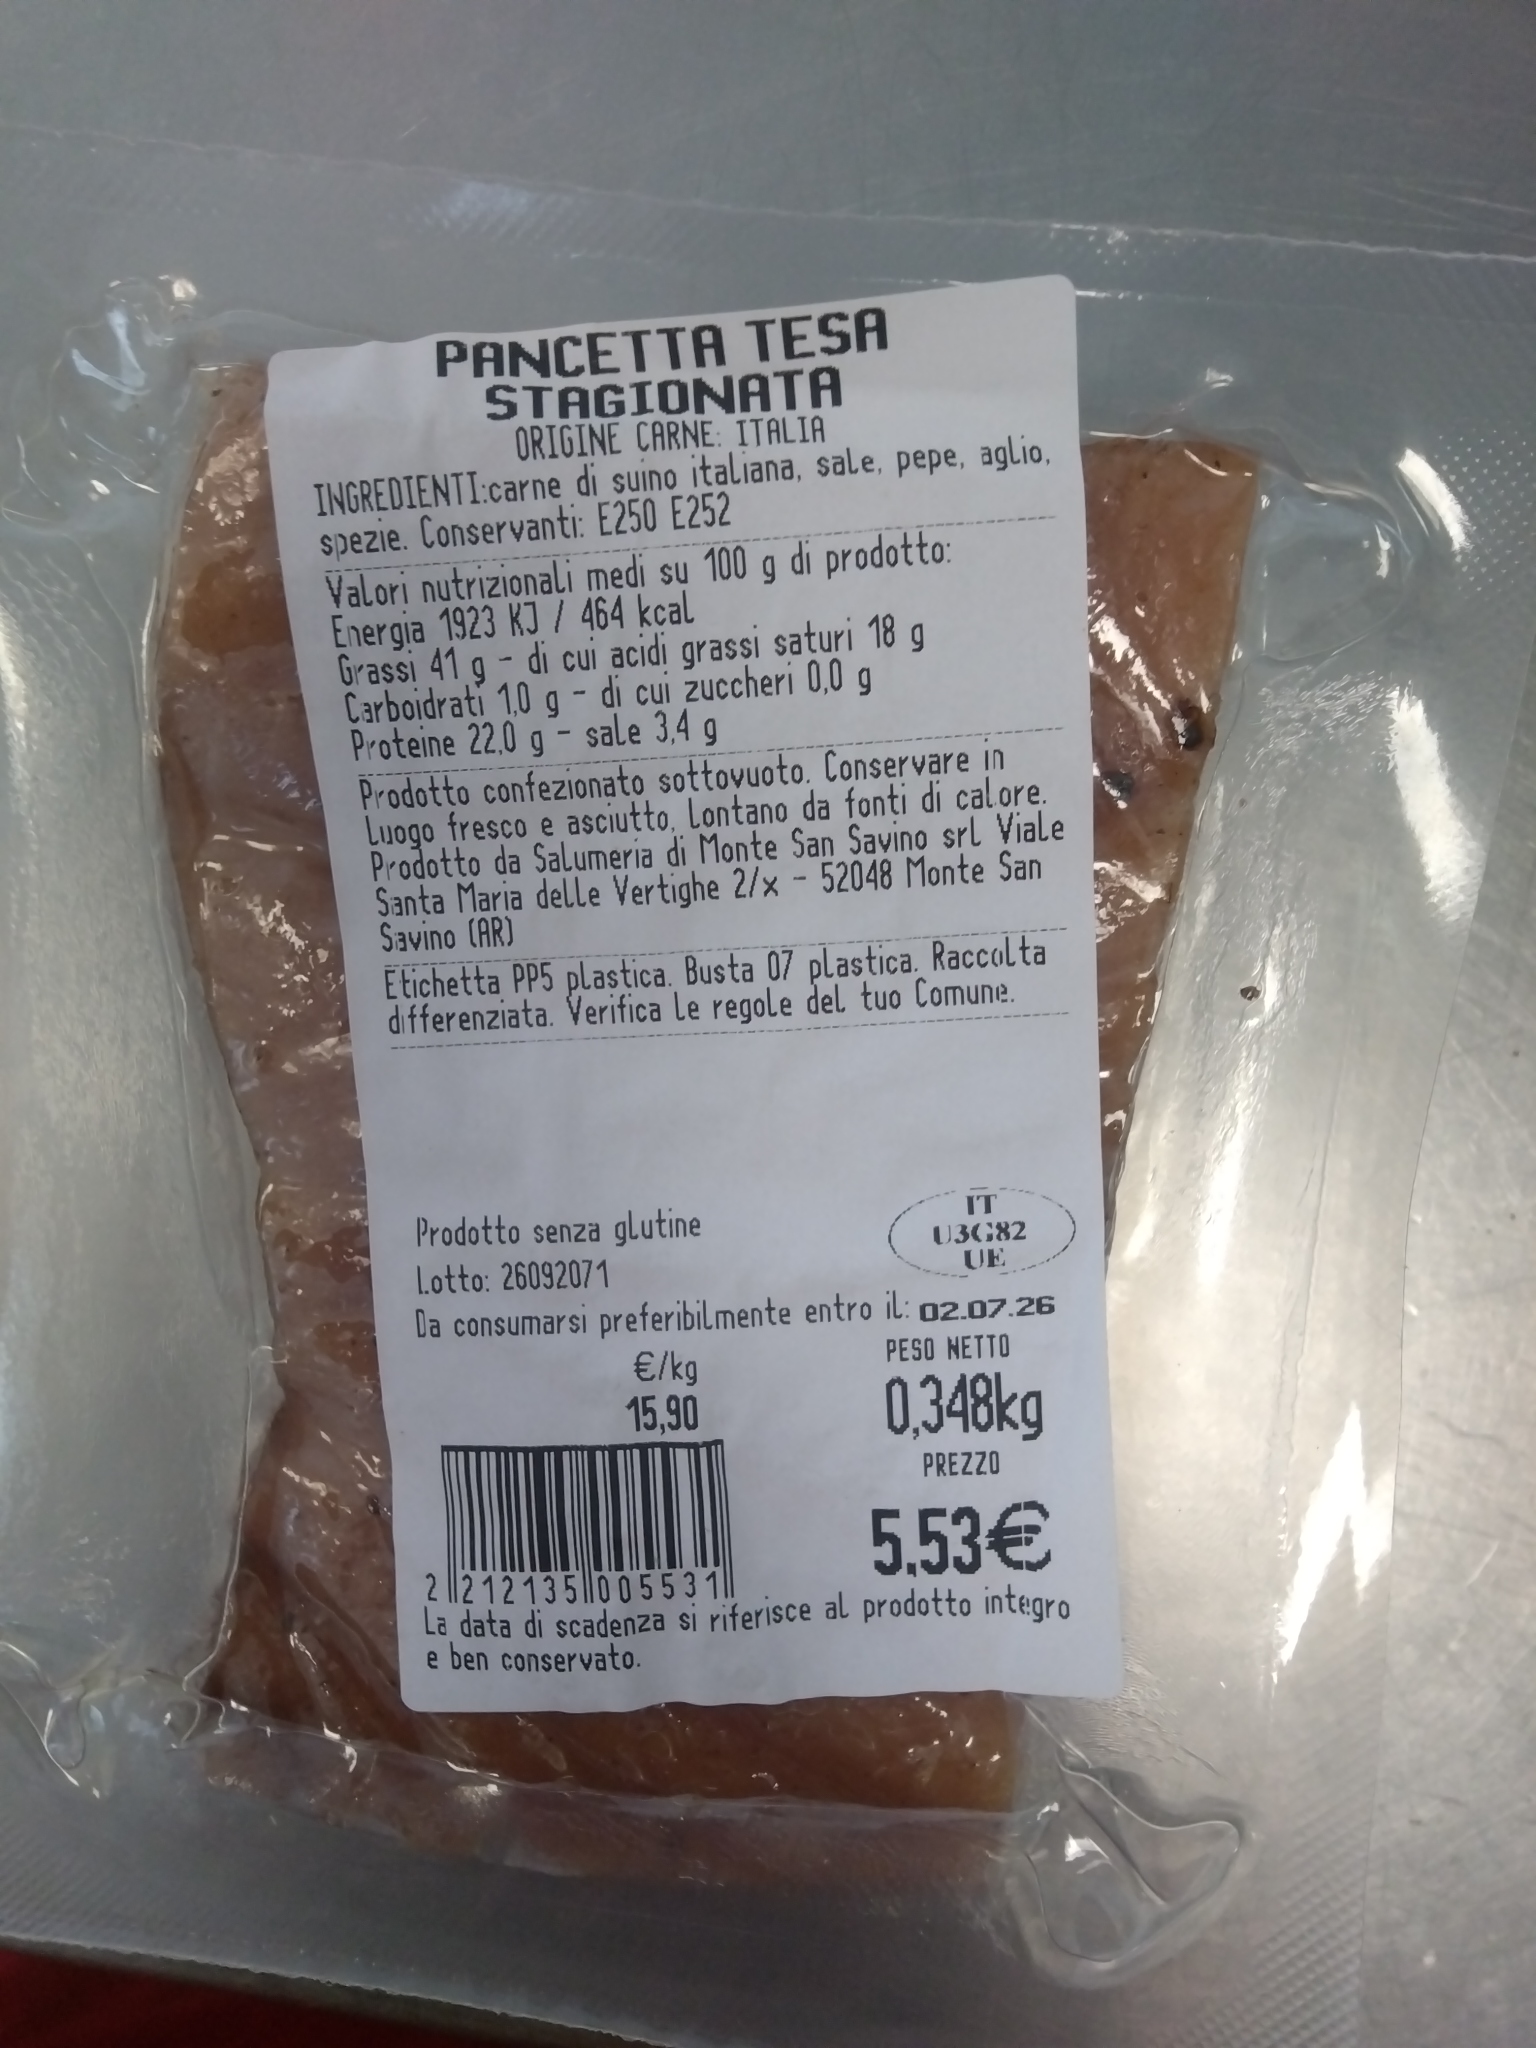 PANCETTA TESA
STAGIONATA
ORIGINE CARNE: ITALIA
INGREDIENTI:carne di suino italiana, sale, pepe, aglio,
spezie. Conservanti: E250 E252
Valori nutrizionali medi su 100 g di prodotto:
Energia 1923 KJ / 464 kcal
Grassi 41 g - di cui acidi grassi saturi 18 g
Carboidrati 1,0 g - di cui zuccheri 0,0 g
Proteine 22,0 g - sale 3,4 g
Prodotto confezionato sottovuoto. Conservare in
Luogo fresco e asciutto, Lontano da fonti di calore.
Prodotto da Salumeria di Monte San Savino srl Viale
Santa Maria delle Vertighe 2/x - 52048 Monte San
Savino (AR)
Etichetta PP5 plastica. Busta 07 plastica. Raccolta
differenziata. Verifica le regole del tuo Comune.
Prodotto senza glutine
IT
U3G82
UE
Lotto: 26092071
Da consumarsi preferibilmente entro il: 02.07.26
€/kg
15,90
PESO NETTO
0,348kg
PREZZO
5,53€
2 212135 005531
La data di scadenza si riferisce al prodotto integro
e ben conservato.